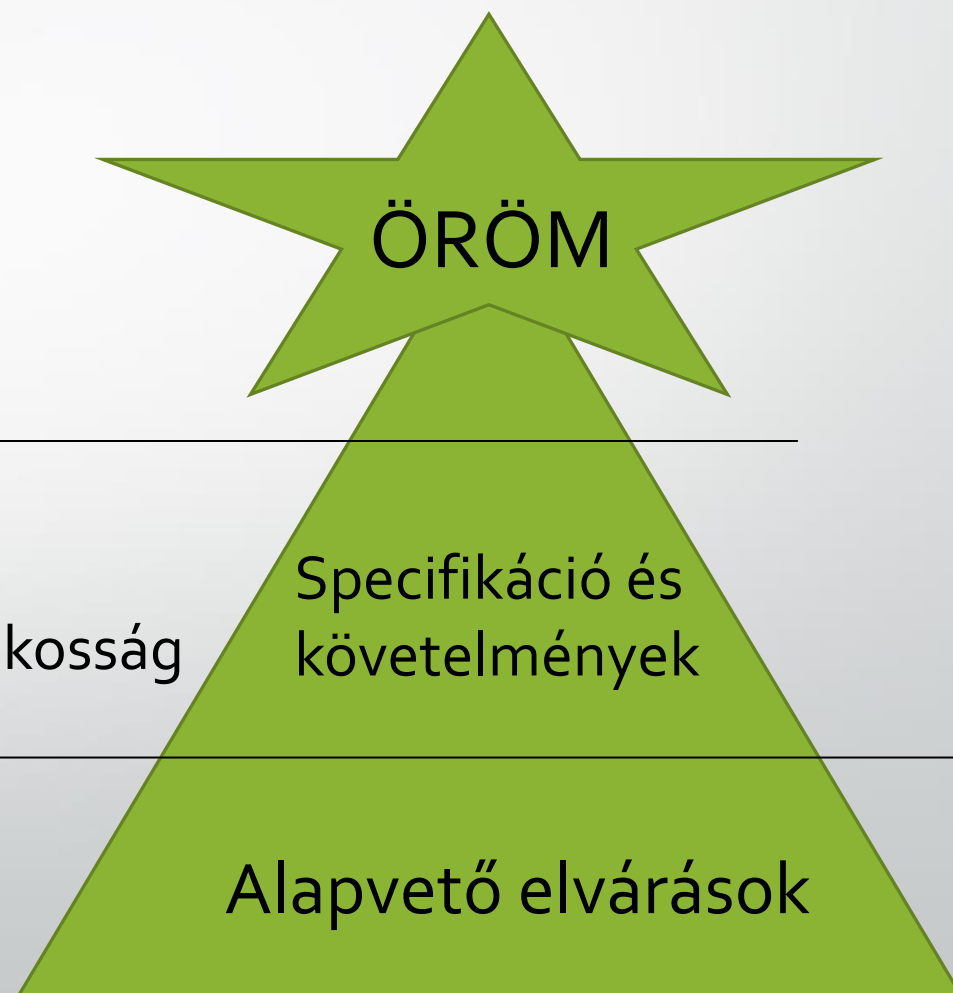 ÖRÖM
Specifikáció és
követelmények
kosság
Alapvető elvárások